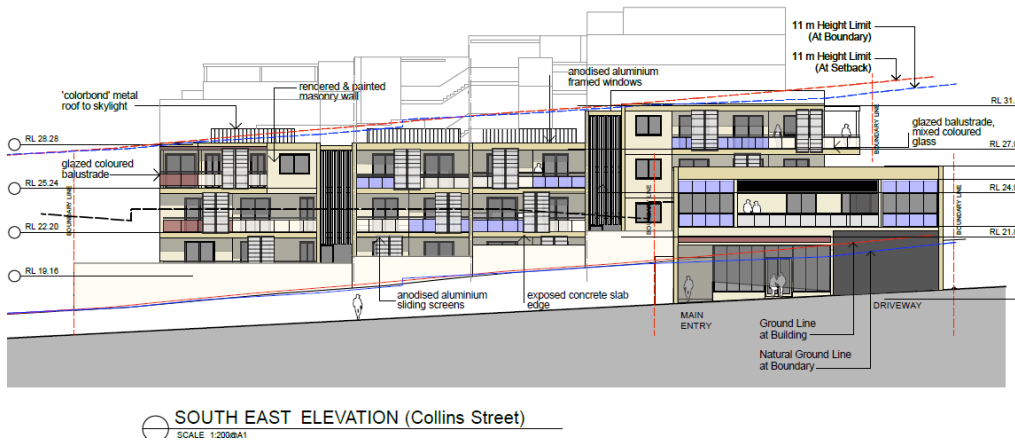 11 m Height Limit
(At Boundary)
11 m Height Limit
(At Setback)
anodised aluminium
framed windows
'colorbond' metal
roof to skylight
rendered & painted
masonry wall
RL 31.
glazed balustrade,
mixed coloured
glass
BOUNDARY LINE
RL 28.28
RL 27.
glazed coloured
balustrade
RL 25.24
RL 24.
BOUNDARY LINE
BOUNDARY LINE
BOUNDARY LINE
RL 22.20
RL 21.
RL 19.16
anodised aluminium
sliding screens
exposed concrete slab
edge
MAIN
ENTRY
DRIVEWAY
Ground Line
at Building
Natural Ground Line
at Boundary
SOUTH EAST ELEVATION (Collins Street)
SCALE 1:200@A1